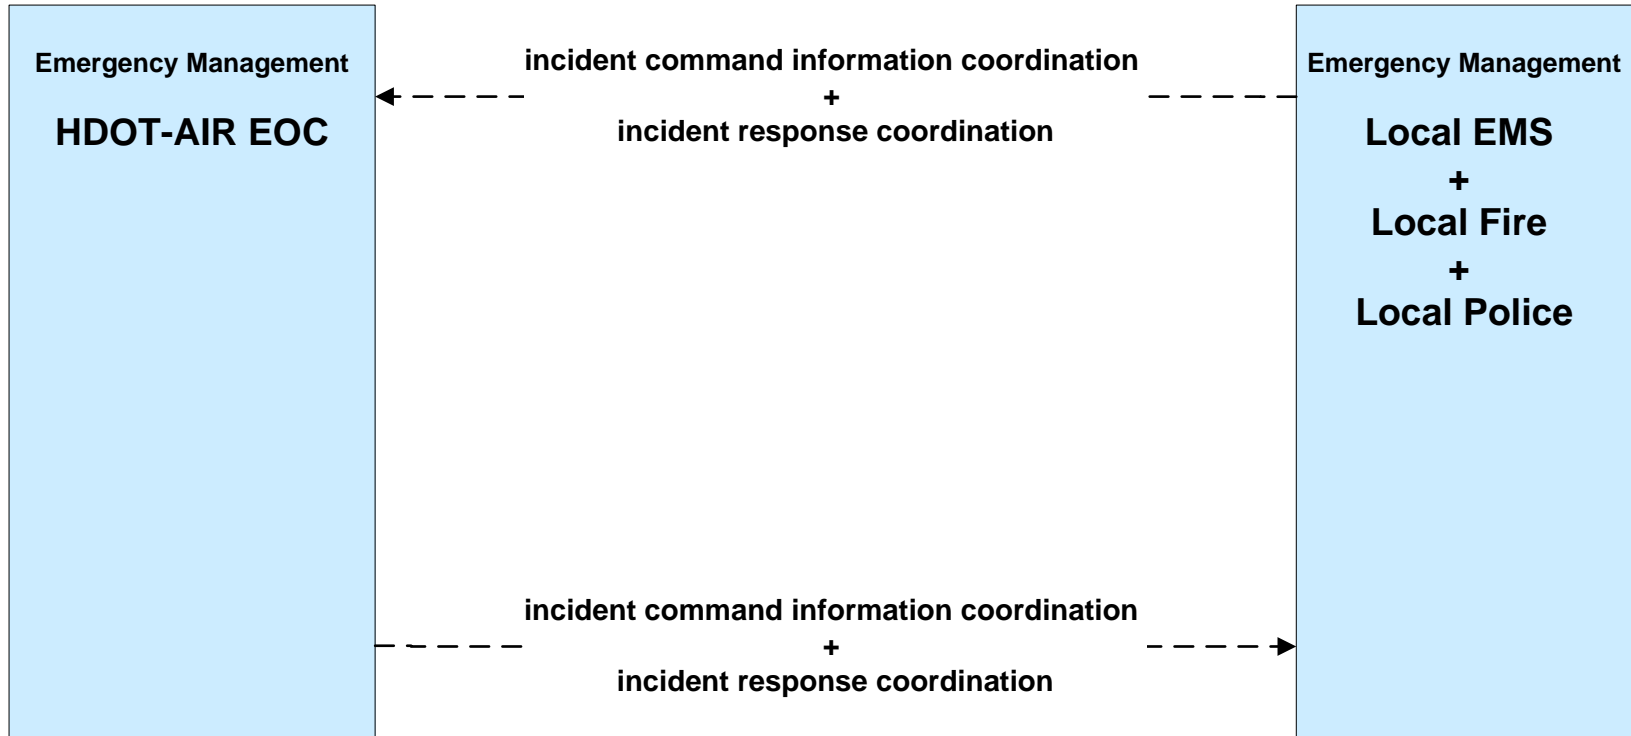 Emergency Management
HDOT-AIR EOC
incident command information coordination
+
incident response coordination
Emergency Management
Local EMS
+
Local Fire
+
Local Police
incident command information coordination
+
incident response coordination